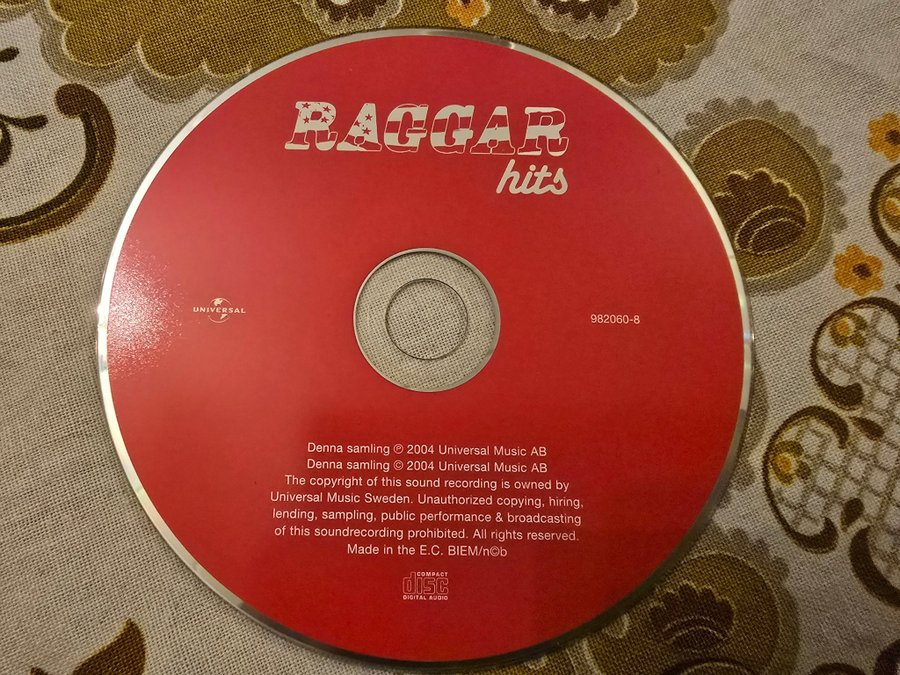 RAGGAR
hits
UNIVERSAL
982060-8
Denna samling ℗ 2004 Universal Music AB
Denna samling © 2004 Universal Music AB
The copyright of this sound recording is owned by
Universal Music Sweden. Unauthorized copying, hiring,
lending, sampling, public performance & broadcasting
of this soundrecording prohibited. All rights reserved.
Made in the E.C. BIEM/n©b
COMPACT
disc
DIGITAL AUDIO